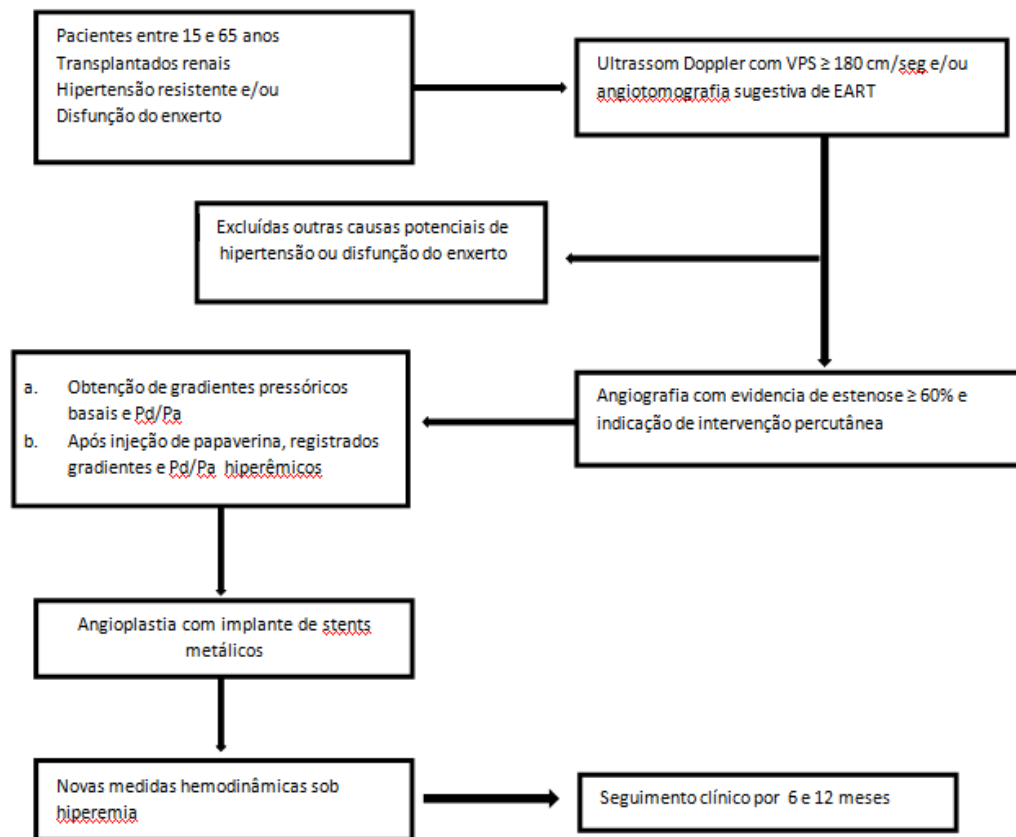 Pacientes entre 15 e 65 anos
Transplantados renais
Hipertensão resistente e/ou
Disfunção do enxerto
Ultrassom Doppler com VPS ≥ 180 cm/seg e/ou
angiotomografia sugestiva de EART
Excluídas outras causas potenciais de
hipertensão ou disfunção do enxerto
Angiografia com evidencia de estenose ≥ 60% e
indicação de intervenção percutânea
a. Obtenção de gradientes pressóricos
basais e Pd/Pa
b. Após injeção de papaverina, registrados
gradientes e Pd/Pa hiperêmicos
Angioplastia com implante de stents
metálicos
Novas medidas hemodinâmicas sob
hiperemia
Seguimento clínico por 6 e 12 meses